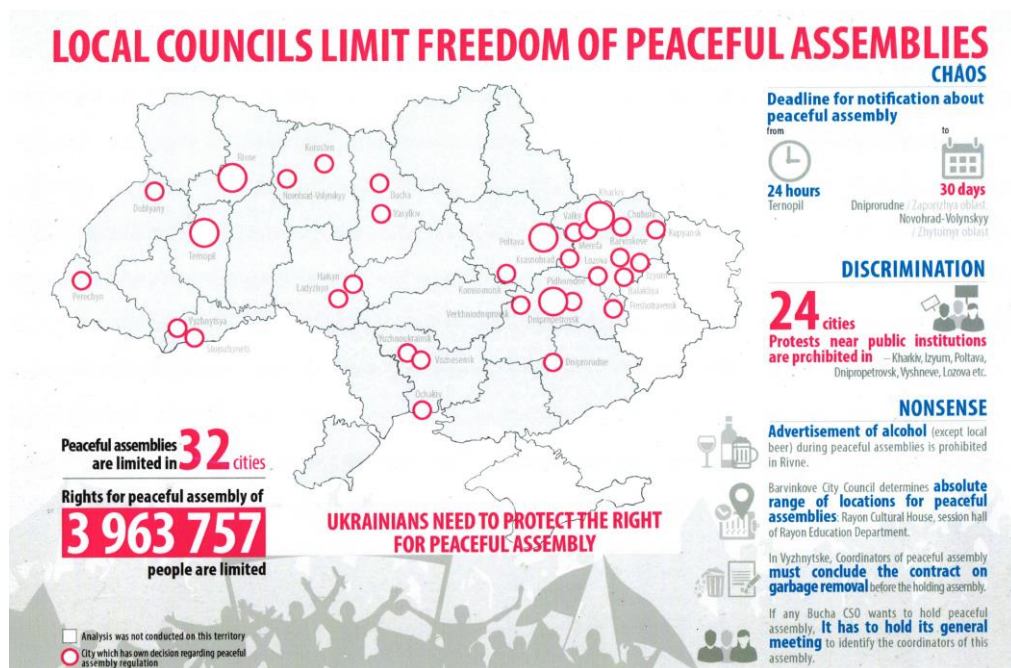 LOCAL COUNCILS LIMIT FREEDOM OF PEACEFUL ASSEMBLIES
CHAOS
Deadline for notification about
peaceful assembly
from
to
24 hours
30 days
Ternopil
Dniprorudne / Zaporizhya oblast
Novohrad-Volynskyy
/ Zhytomyr oblast
DISCRIMINATION
24 cities
Protests near public institutions
are prohibited in – Kharkiv, Izyum, Poltava,
Dnipropetrovsk, Vyshneve, Lozova etc.
NONSENSE
Advertisement of alcohol (except local
beer) during peaceful assemblies is prohibited
in Rivne.
Barvinkove City Council determines absolute
range of locations for peaceful
assemblies: Rayon Cultural House, session hall
of Rayon Education Department.
In Vyzhnytske, Coordinators of peaceful assembly
must conclude the contract on
garbage removal before the holding assembly.
If any Bucha CSO wants to hold peaceful
assembly, It has to hold its general
meeting to identify the coordinators of this
assembly.
Korosten
Rivne
Novohrad-Volynskyy
Bucha
Dublyany
Vasylkiv
Kharkiv
Valky
Chuhuiv
Kupyansk
Poltava
Merefa
Barvinkove
Ternopil
Krasnohrad
Lozova
Izyum
Haisyn
Ladyzhyn
Komsomolsk
Pidhorodne
Balakliya
Perechyn
Verkhniodniprovsk
Pershotravensk
Dnipropetrovsk
Vyzhnytsya
Storozhynets
Yuzhnoukrainsk
Voznesensk
Dniprorudne
Ochakiv
Peaceful assemblies
are limited in 32 cities
Rights for peaceful assembly of
3 963 757
people are limited
UKRAINIANS NEED TO PROTECT THE RIGHT
FOR PEACEFUL ASSEMBLY
Analysis was not conducted on this territory
City which has own decision regarding peaceful
assembly regulation